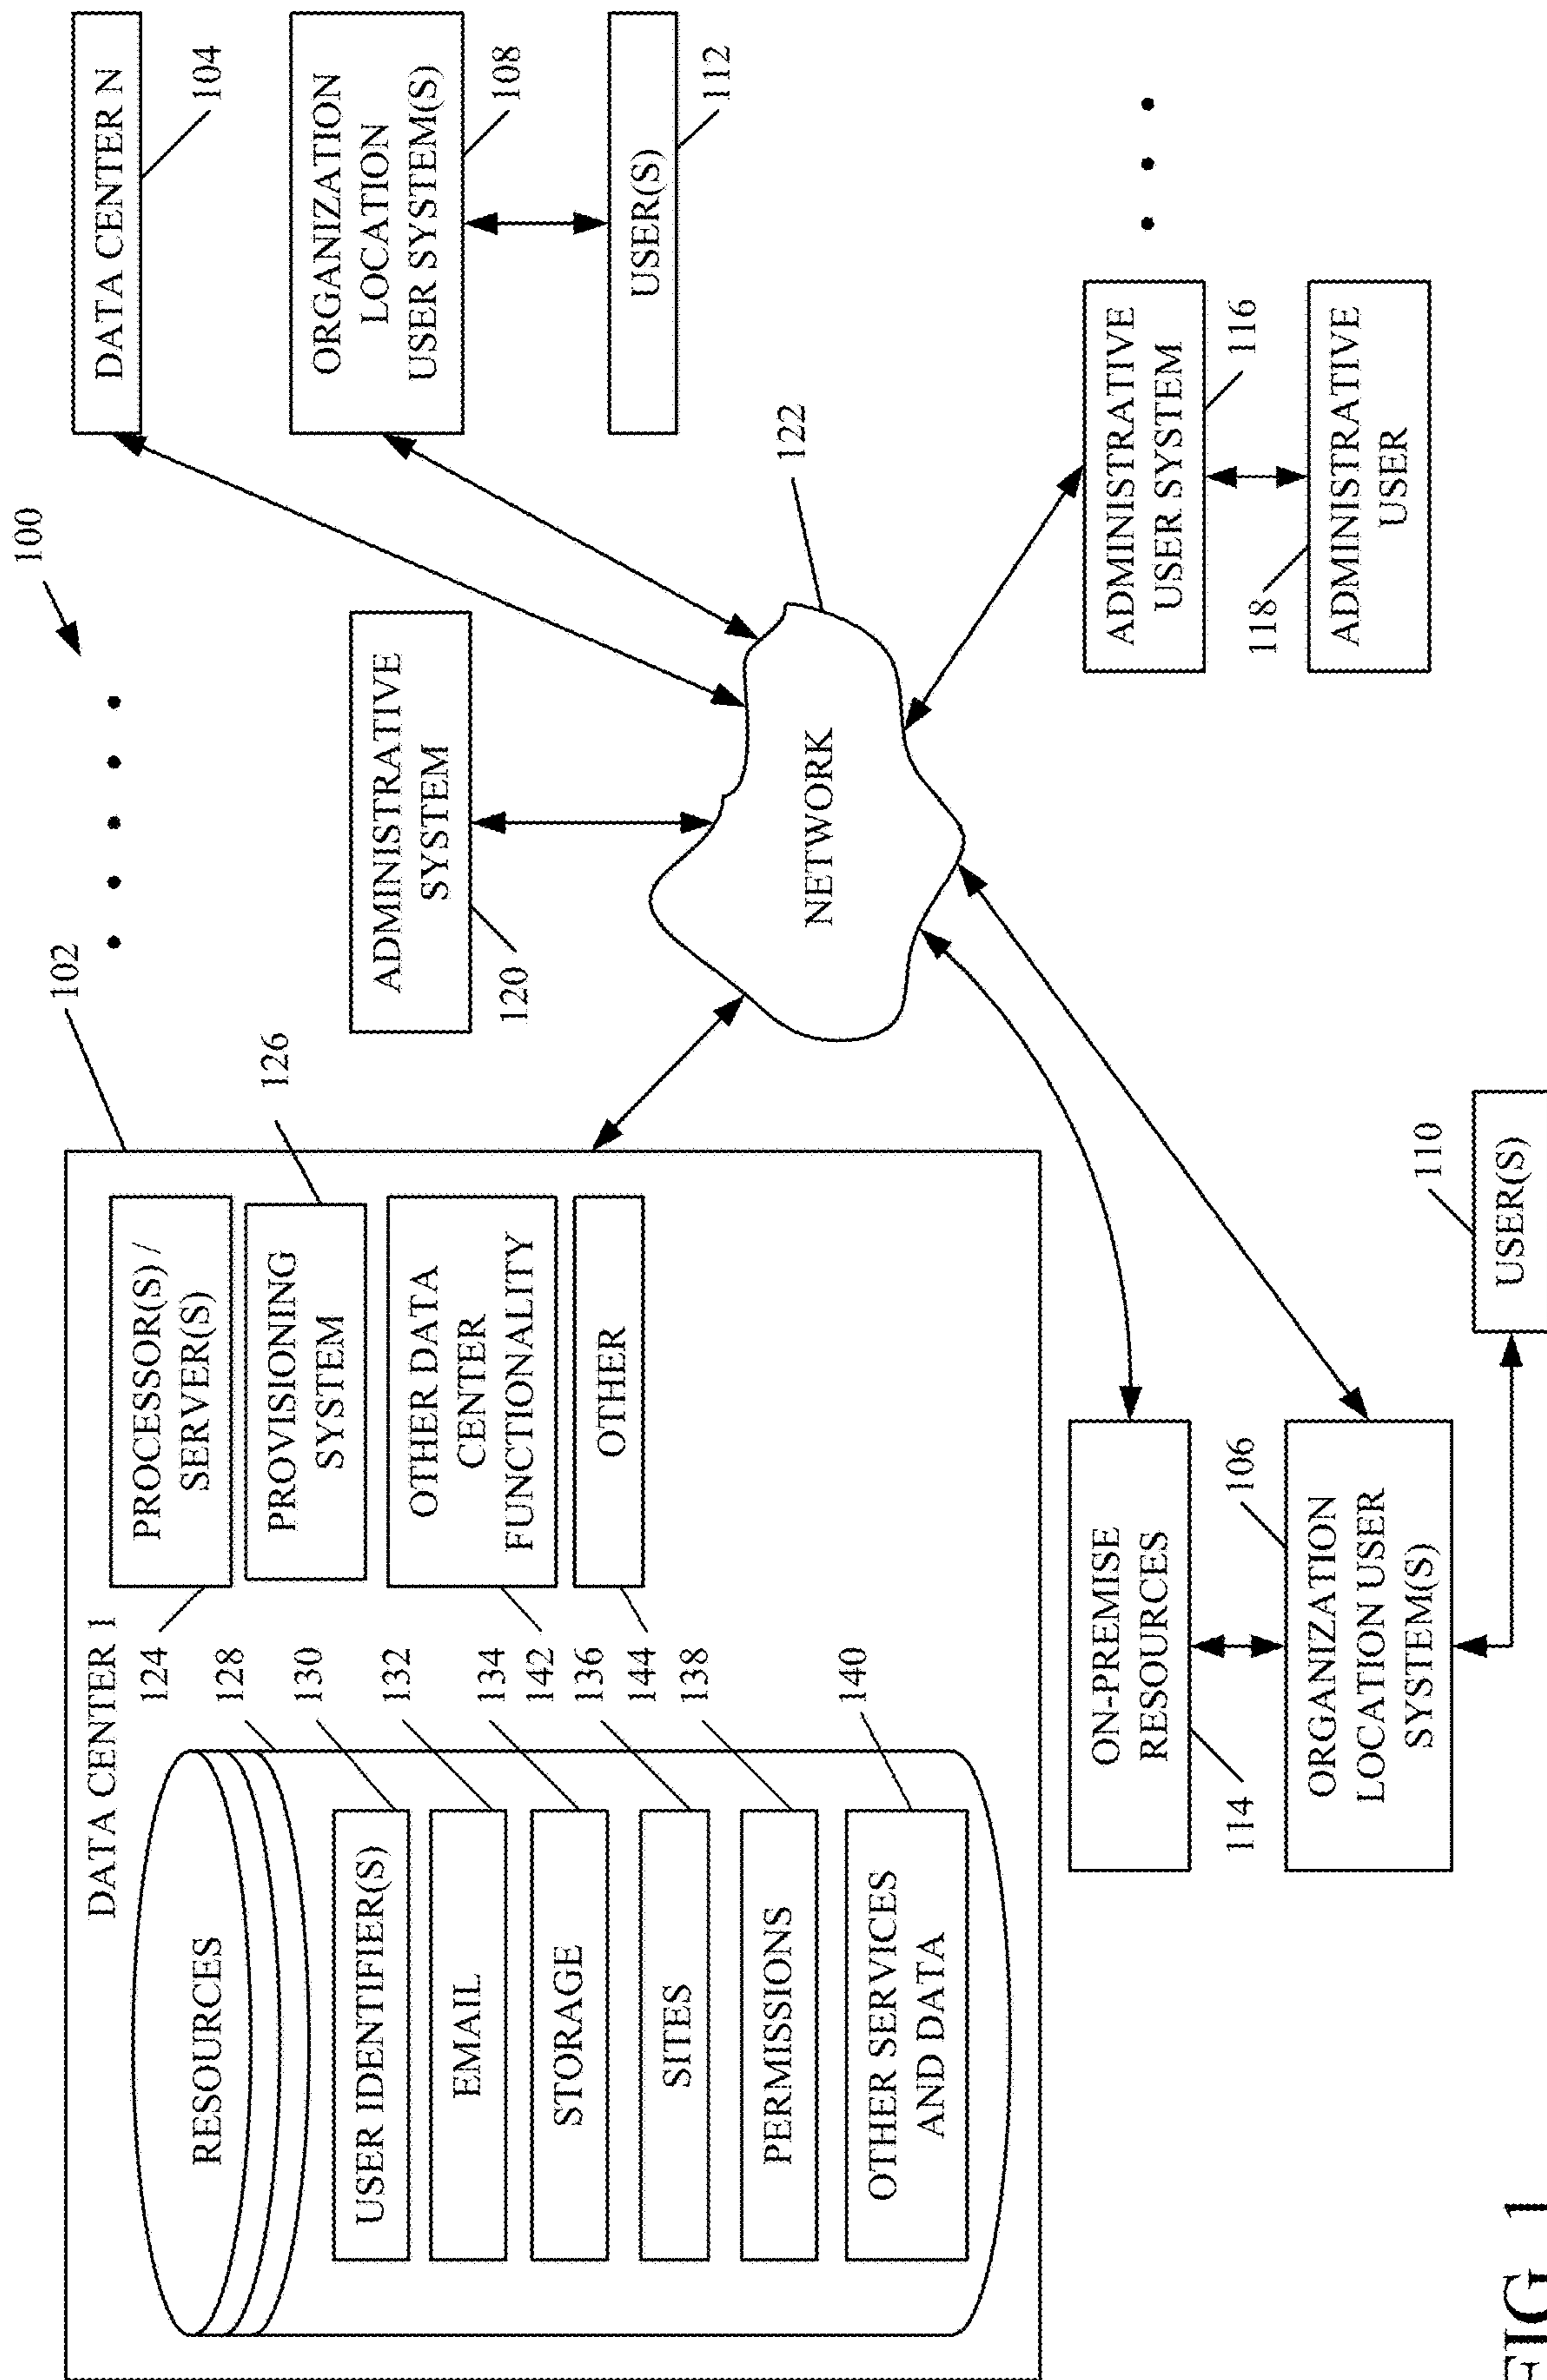 100
102
DATA CENTER 1
RESOURCES
USER IDENTIFIER(S)
EMAIL
STORAGE
SITES
PERMISSIONS
OTHER SERVICES
AND DATA
124
128
130
132
134
142
136
144
138
140
PROCESSOR(S) /
SERVER(S)
PROVISIONING
SYSTEM
126
OTHER DATA
CENTER
FUNCTIONALITY
OTHER
ADMINISTRATIVE
SYSTEM
120
DATA CENTER N
104
ORGANIZATION
LOCATION
USER SYSTEM(S)
108
USER(S)
112
NETWORK
122
ON-PREMISE
RESOURCES
114
106
ORGANIZATION
LOCATION USER
SYSTEM(S)
110
USER(S)
ADMINISTRATIVE
USER SYSTEM
116
118
ADMINISTRATIVE
USER
FIG. 1